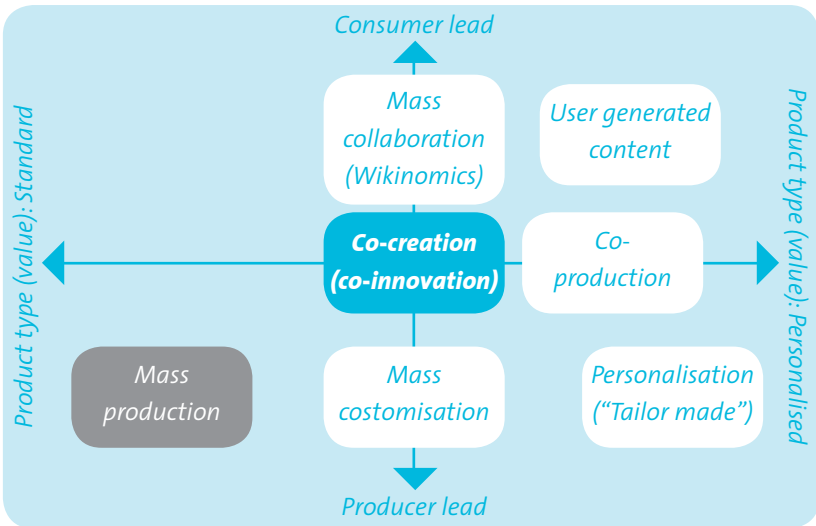 Consumer lead
Product type (value): Standard
Mass
collaboration
(Wikinomics)
User generated
content
Product type (value): Personalised
Co-creation
(co-innovation)
Co-
production
Mass
production
Mass
costomisation
Personalisation
(“Tailor made”)
Producer lead